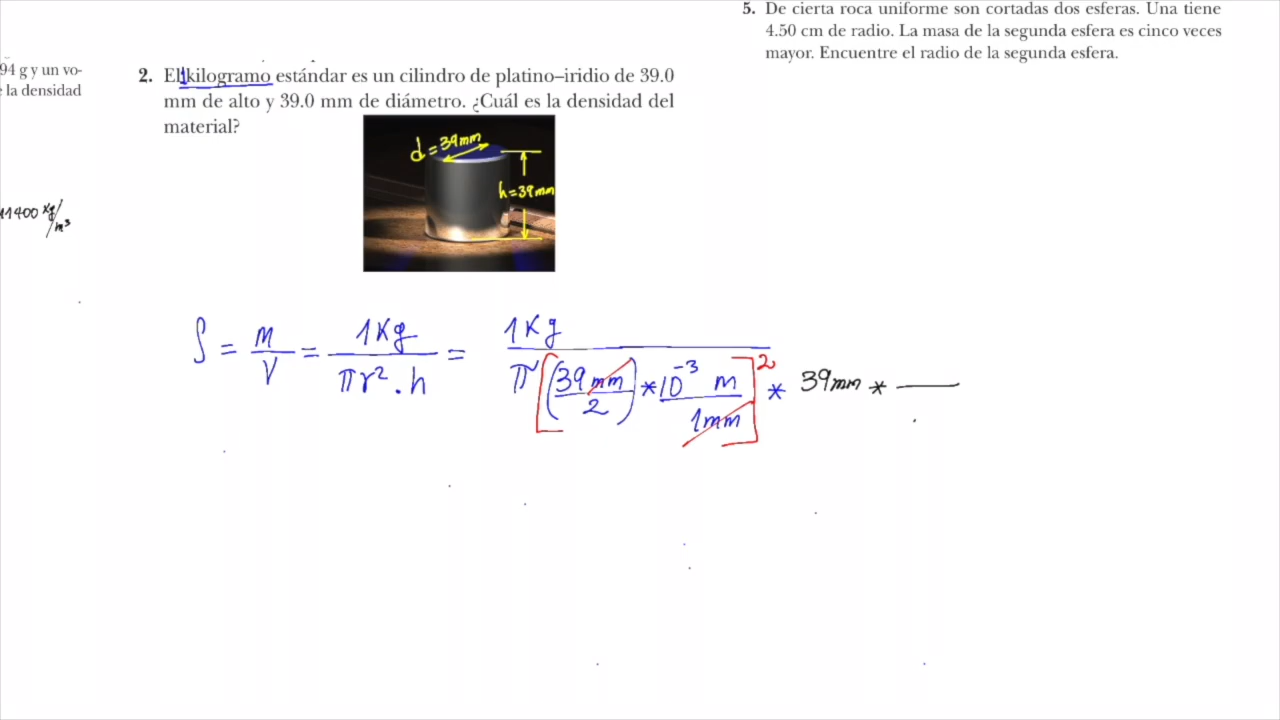 5. De cierta roca uniforme son cortadas dos esferas. Una tiene
4.50 cm de radio. La masa de la segunda esfera es cinco veces
mayor. Encuentre el radio de la segunda esfera.
94 g y un vo-
la densidad
2. El 1 kilogramo estándar es un cilindro de platino–iridio de 39.0
mm de alto y 39.0 mm de diámetro. ¿Cuál es la densidad del
material?
d = 39mm
h = 39mm
11400 kg/m³
ρ = m/V = 1Kg/(πr² . h) = 1Kg/(π[(39mm/2) * 10⁻³ m/1mm]² * 39mm *